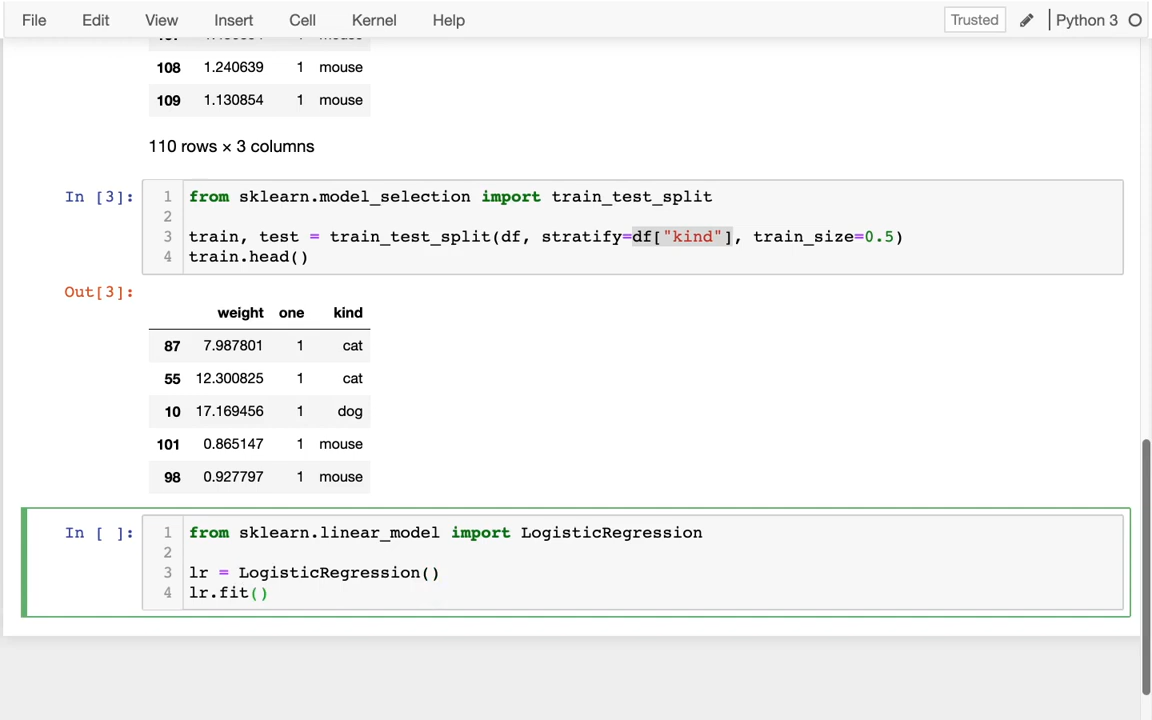 File Edit View Insert Cell Kernel Help Trusted Python 3
108 1.240639 1 mouse
109 1.130854 1 mouse
110 rows × 3 columns
In [3]: 1 from sklearn.model_selection import train_test_split
2
3 train, test = train_test_split(df, stratify=df["kind"], train_size=0.5)
4 train.head()
Out[3]:
weight one kind
87 7.987801 1 cat
55 12.300825 1 cat
10 17.169456 1 dog
101 0.865147 1 mouse
98 0.927797 1 mouse
In [ ]: 1 from sklearn.linear_model import LogisticRegression
2
3 lr = LogisticRegression()
4 lr.fit()